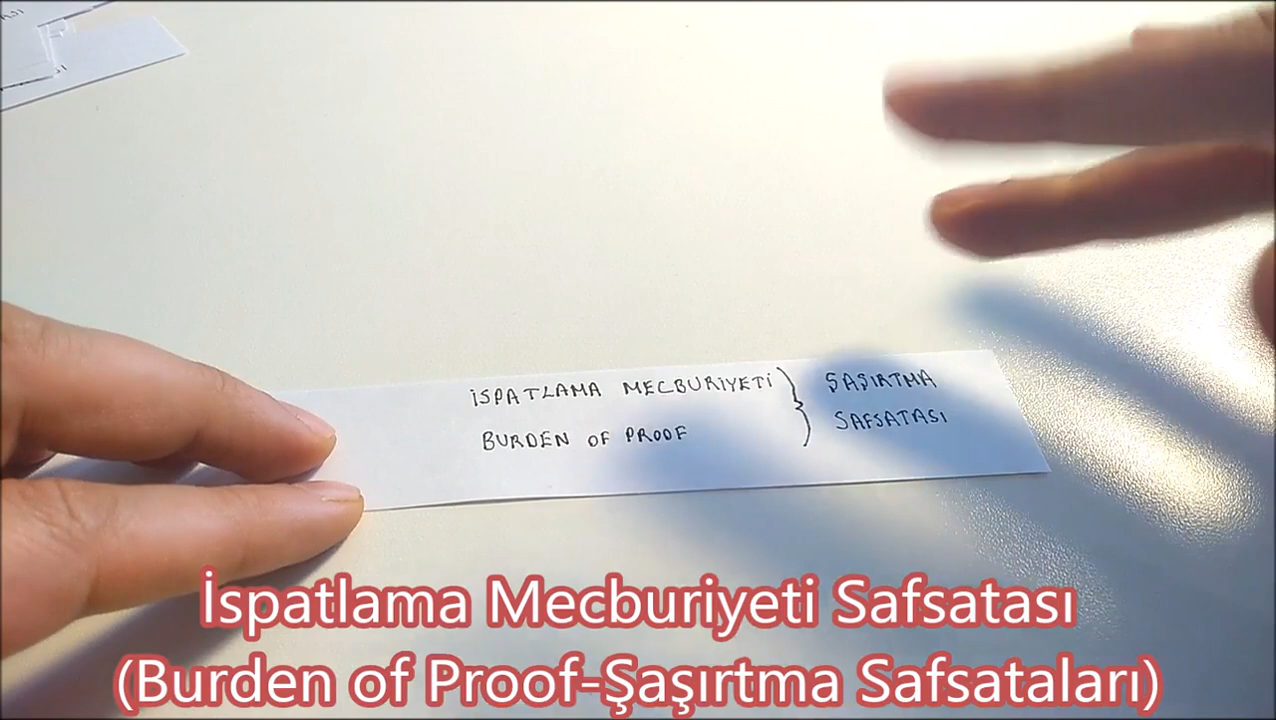 İSPATLAMA MECBURİYETİ } ŞAŞIRTMA
BURDEN OF PROOF SAFSATASI
İspatlama Mecburiyeti Safsatası
(Burden of Proof-Şaşırtma Safsataları)